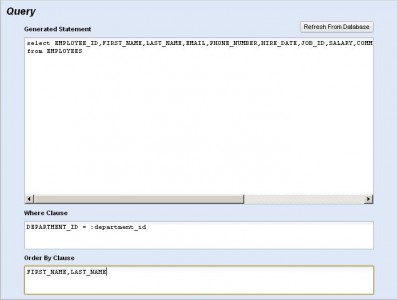 Query
Generated Statement
Refresh From Database
select EMPLOYEE_ID,FIRST_NAME,LAST_NAME,EMAIL,PHONE_NUMBER,HIRE_DATE,JOB_ID,SALARY,COMM
from EMPLOYEES
Where Clause
DEPARTMENT_ID = :department_id
Order By Clause
FIRST_NAME,LAST_NAME